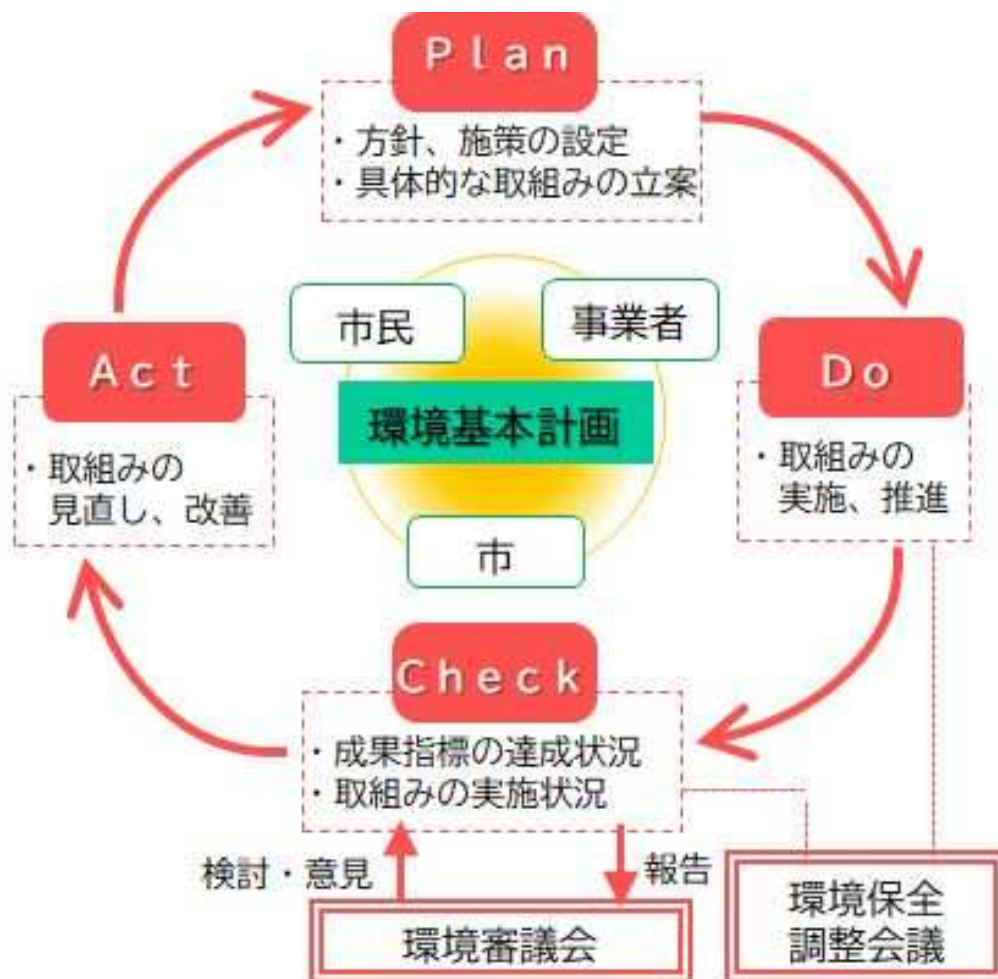 Plan
・方針、施策の設定
・具体的な取組みの立案
市民
事業者
環境基本計画
市
Act
・取組みの
見直し、改善
Do
・取組みの
実施、推進
Check
・成果指標の達成状況
・取組みの実施状況
検討・意見
報告
環境審議会
環境保全
調整会議